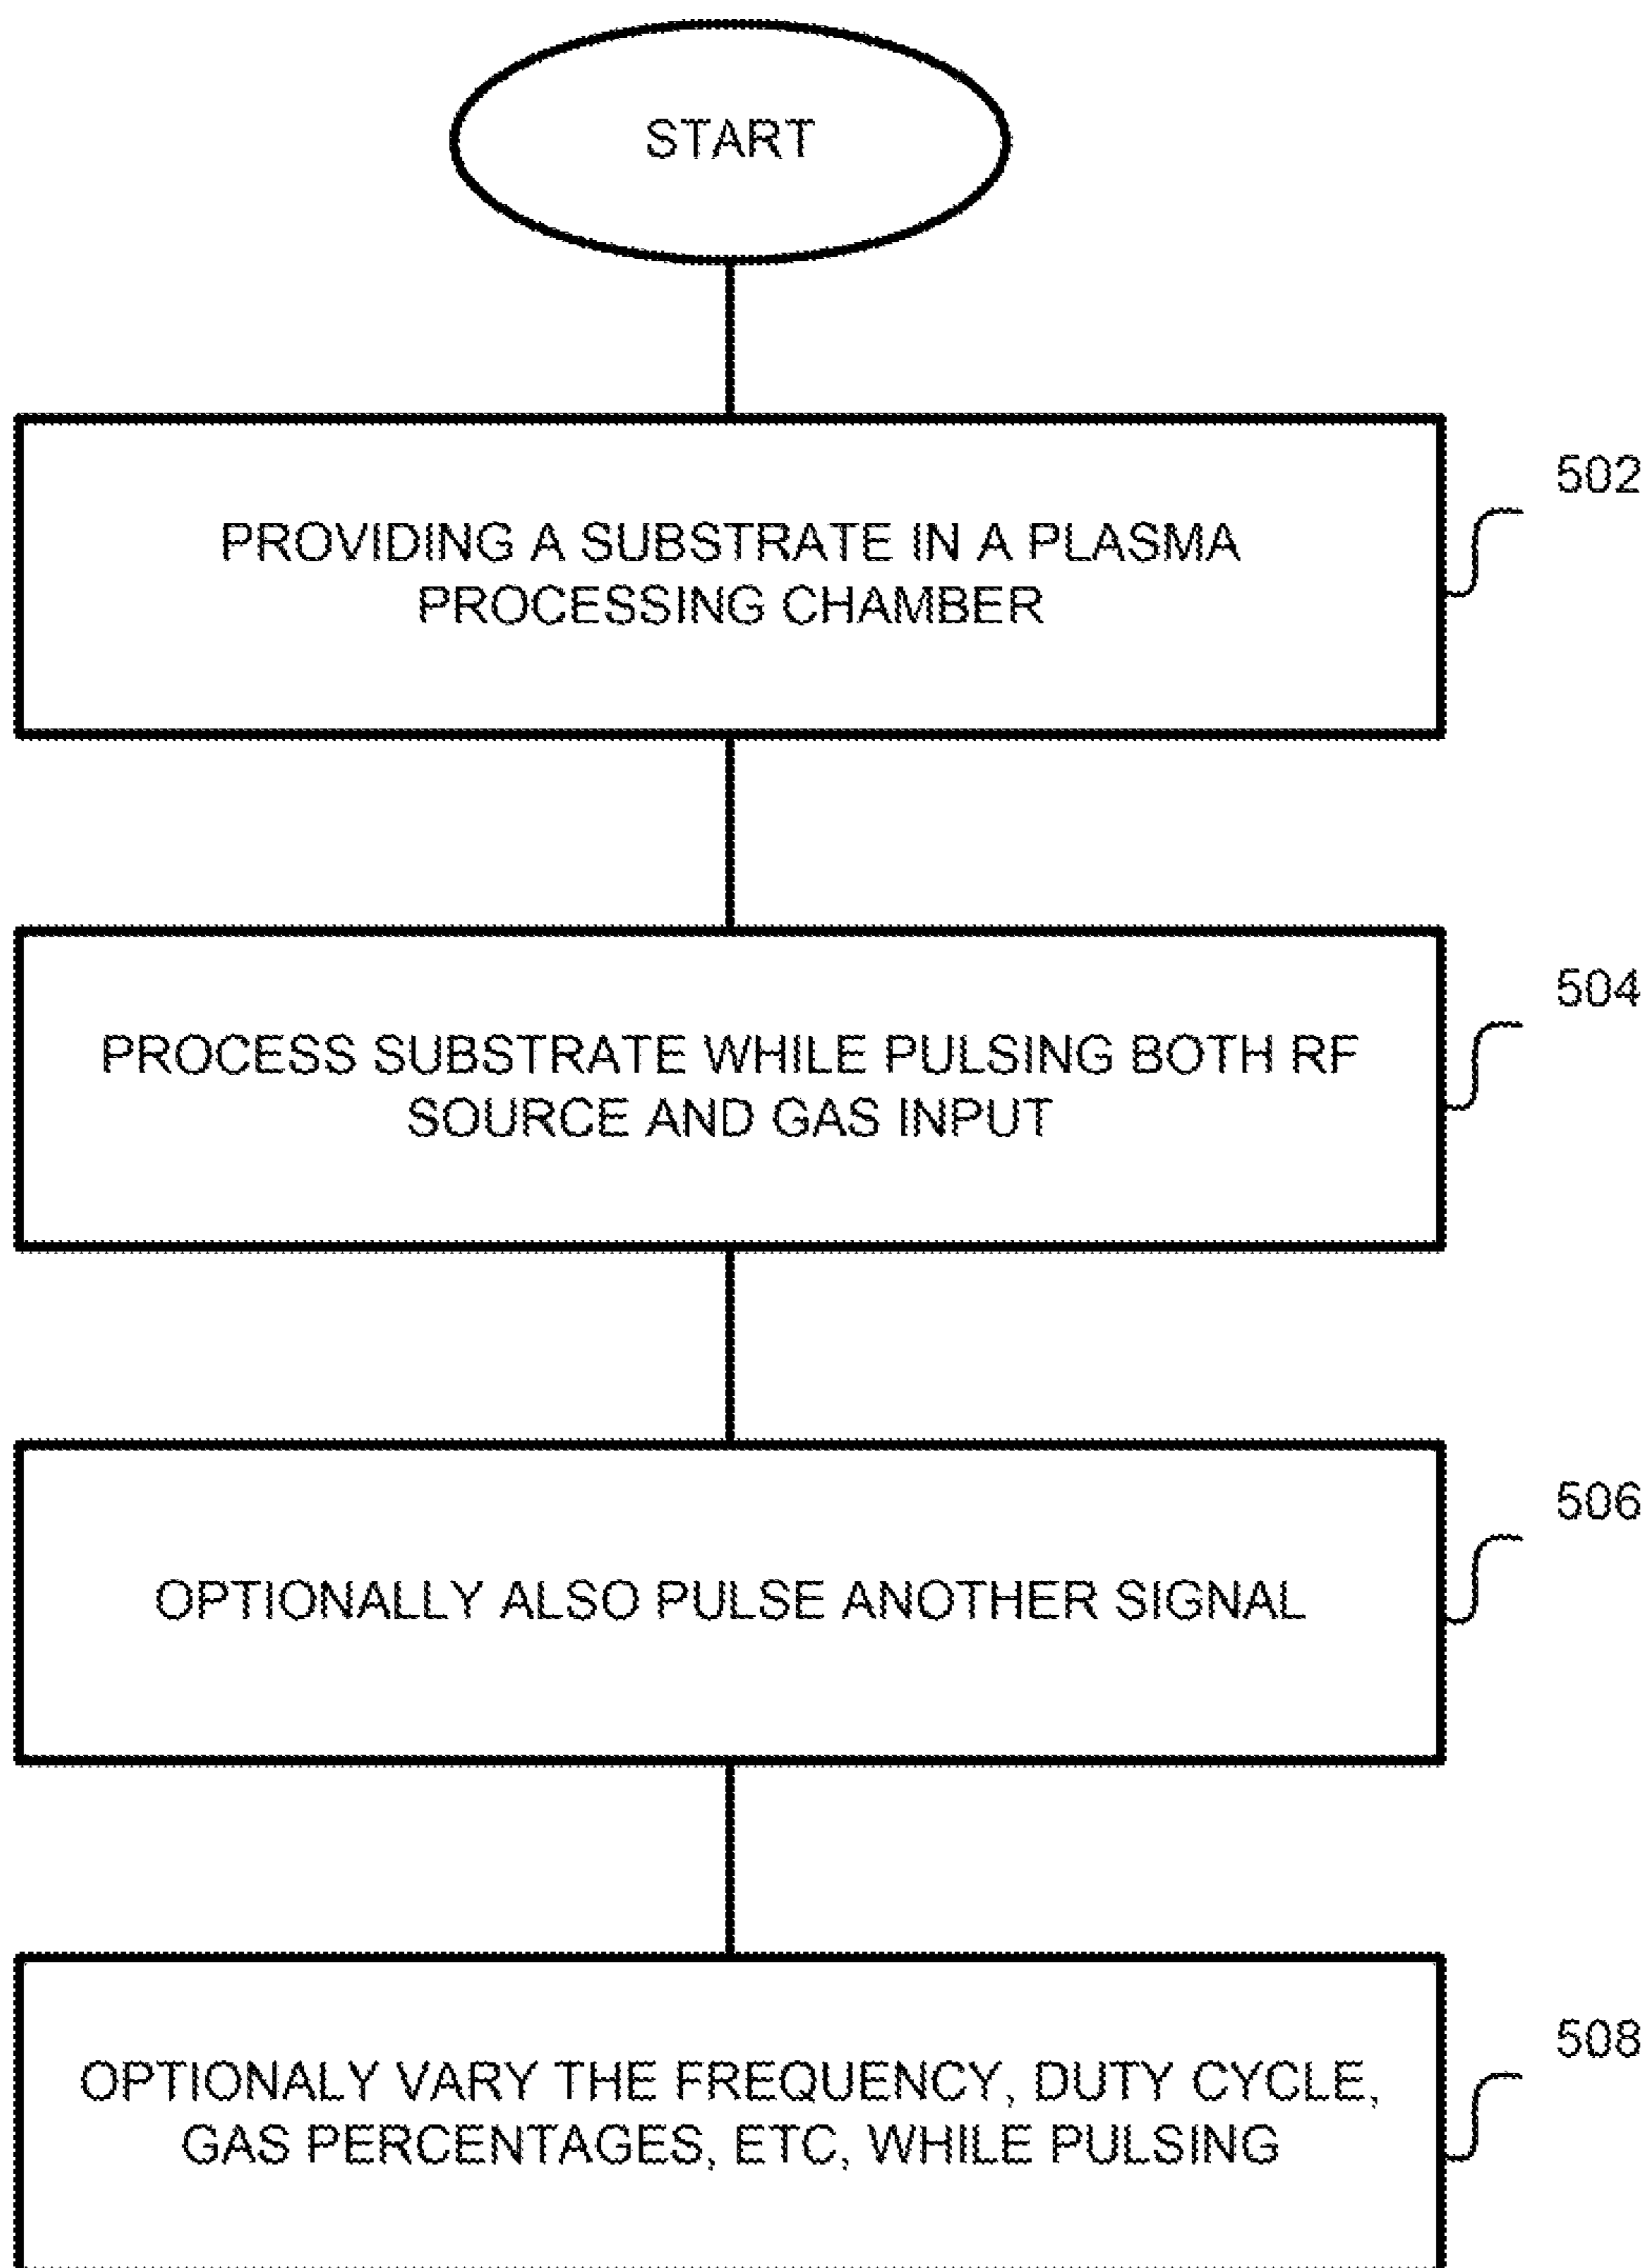 START
502
PROVIDING A SUBSTRATE IN A PLASMA
PROCESSING CHAMBER
504
PROCESS SUBSTRATE WHILE PULSING BOTH RF
SOURCE AND GAS INPUT
506
OPTIONALLY ALSO PULSE ANOTHER SIGNAL
508
OPTIONALY VARY THE FREQUENCY, DUTY CYCLE,
GAS PERCENTAGES, ETC, WHILE PULSING